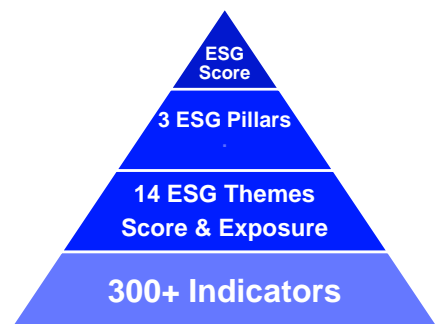 ESG
Score
3 ESG Pillars
14 ESG Themes
Score & Exposure
300+ Indicators